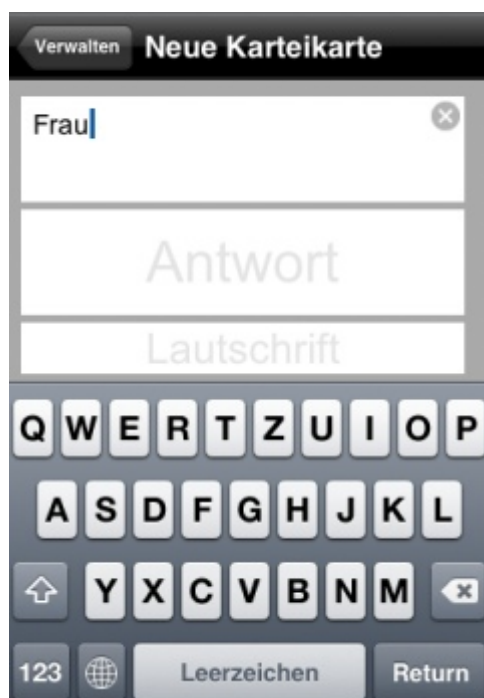 Verwalten Neue Karteikarte
Frau
Antwort
Lautschrift
Q W E R T Z U I O P
A S D F G H J K L
Y X C V B N M
123 Leerzeichen Return